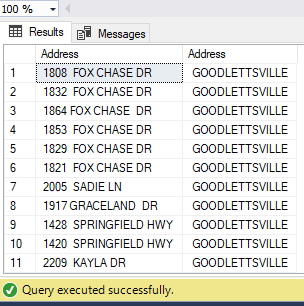 100 %
Results Messages
Address Address
1 1808  FOX CHASE DR GOODLETTSVILLE
2 1832  FOX CHASE DR GOODLETTSVILLE
3 1864 FOX CHASE  DR GOODLETTSVILLE
4 1853  FOX CHASE DR GOODLETTSVILLE
5 1829  FOX CHASE DR GOODLETTSVILLE
6 1821  FOX CHASE DR GOODLETTSVILLE
7 2005  SADIE LN GOODLETTSVILLE
8 1917 GRACELAND  DR GOODLETTSVILLE
9 1428  SPRINGFIELD HWY GOODLETTSVILLE
10 1420  SPRINGFIELD HWY GOODLETTSVILLE
11 2209  KAYLA DR GOODLETTSVILLE
Query executed successfully.